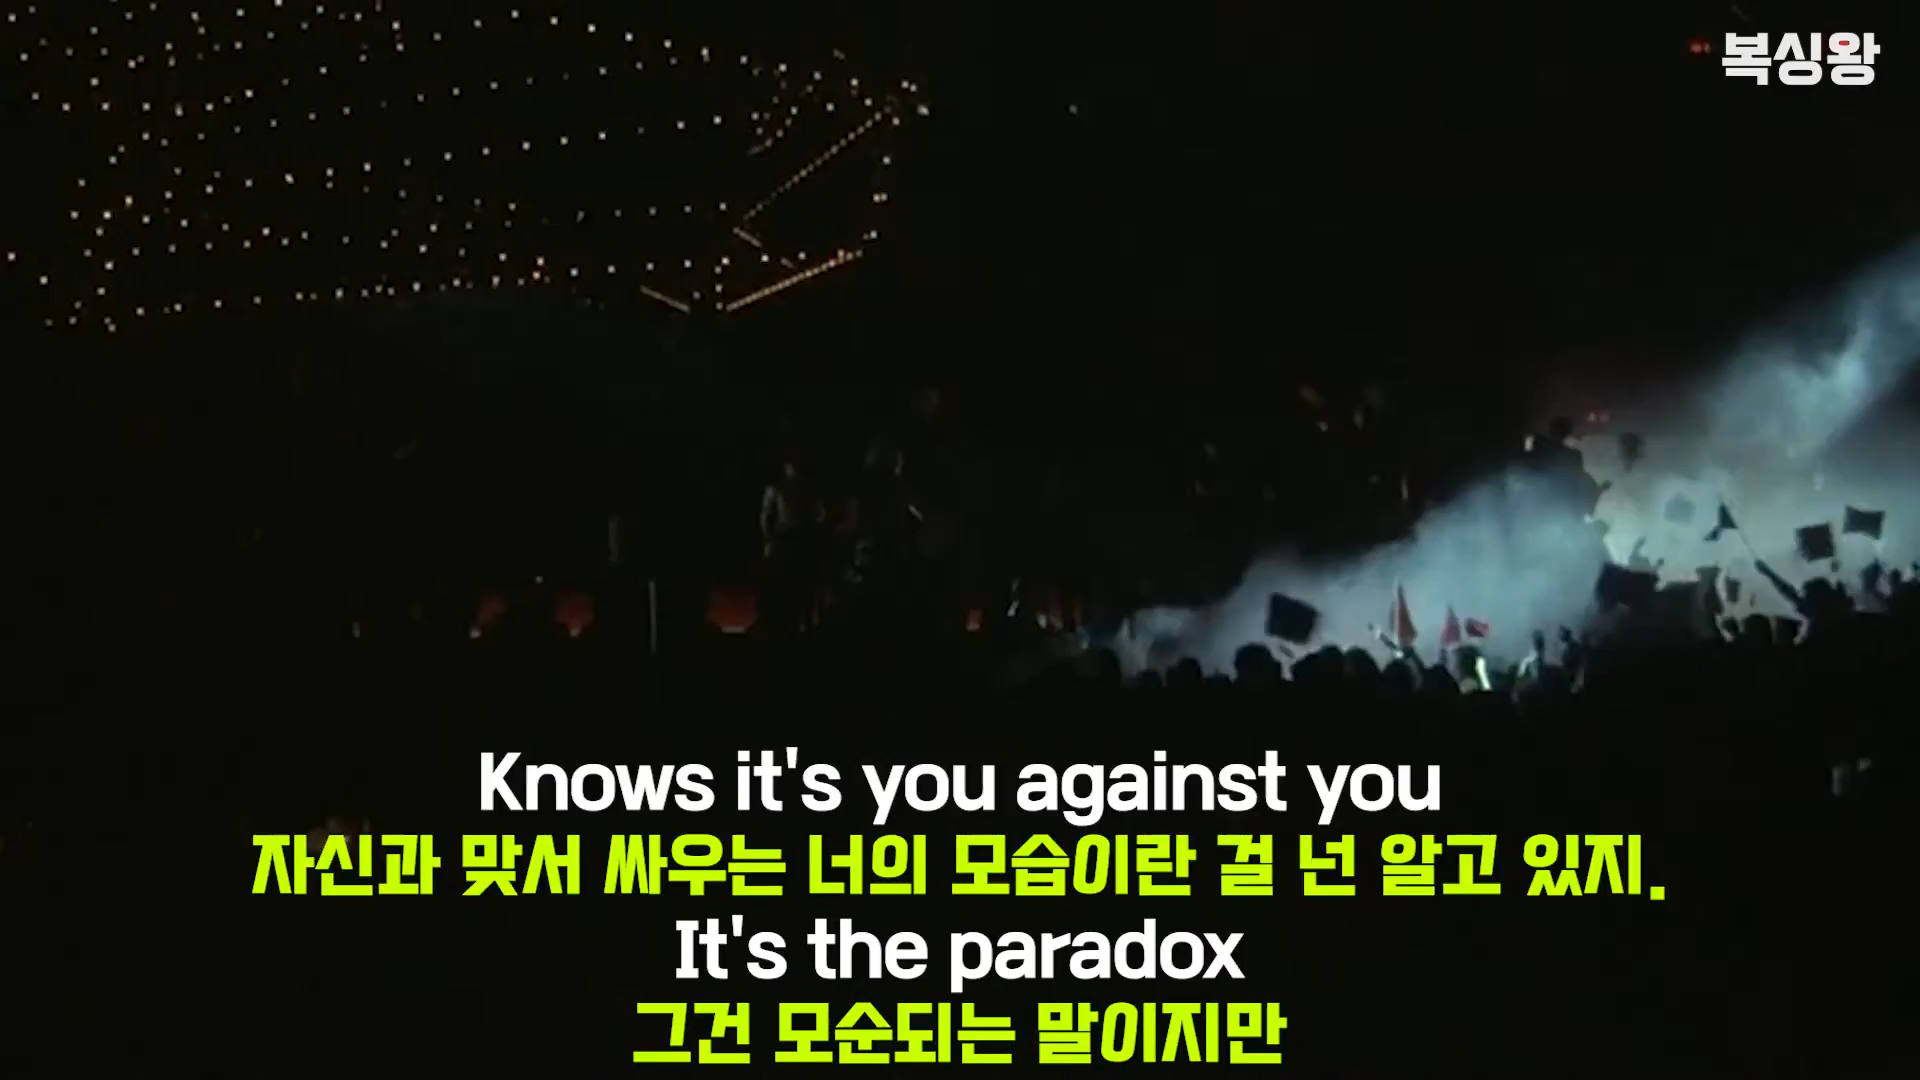 복싱왕
Knows it's you against you
자신과 맞서 싸우는 너의 모습이란 걸 넌 알고 있지.
It's the paradox
그건 모순되는 말이지만